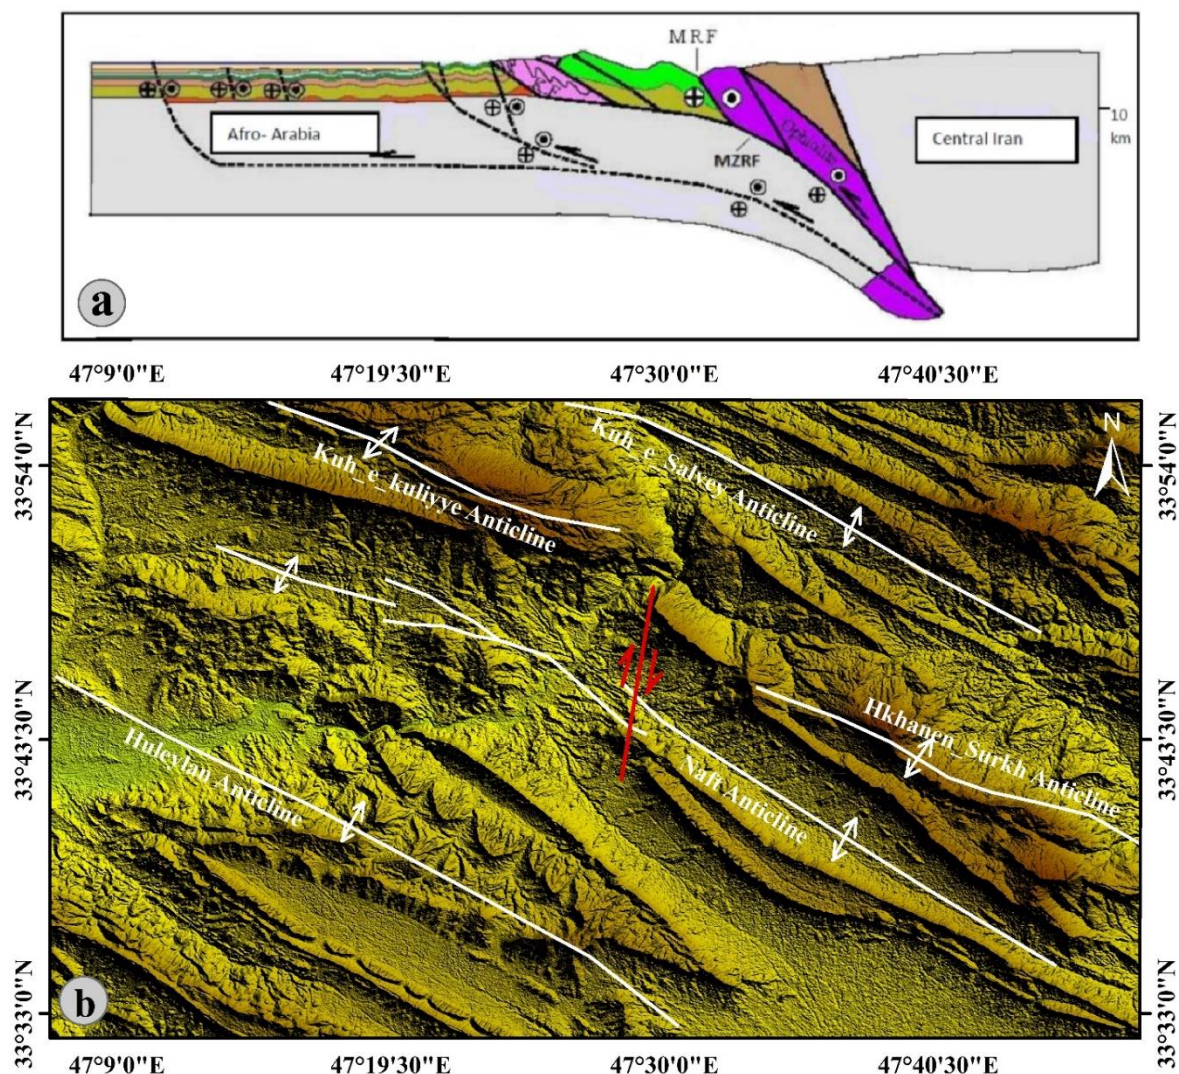 MRF
Afro- Arabia
MZRF
Ophiolite
Central Iran
10
km
a
47°9'0"E 47°19'30"E 47°30'0"E 47°40'30"E
33°54'0"N
33°43'30"N
33°33'0"N
N
Kuh_e_kuliyye Anticline
Kuh_e_Salvey Anticline
Huleylan Anticline
Naft Anticline
Hkhanen_Surkh Anticline
33°54'0"N
33°43'30"N
33°33'0"N
b
47°9'0"E 47°19'30"E 47°30'0"E 47°40'30"E